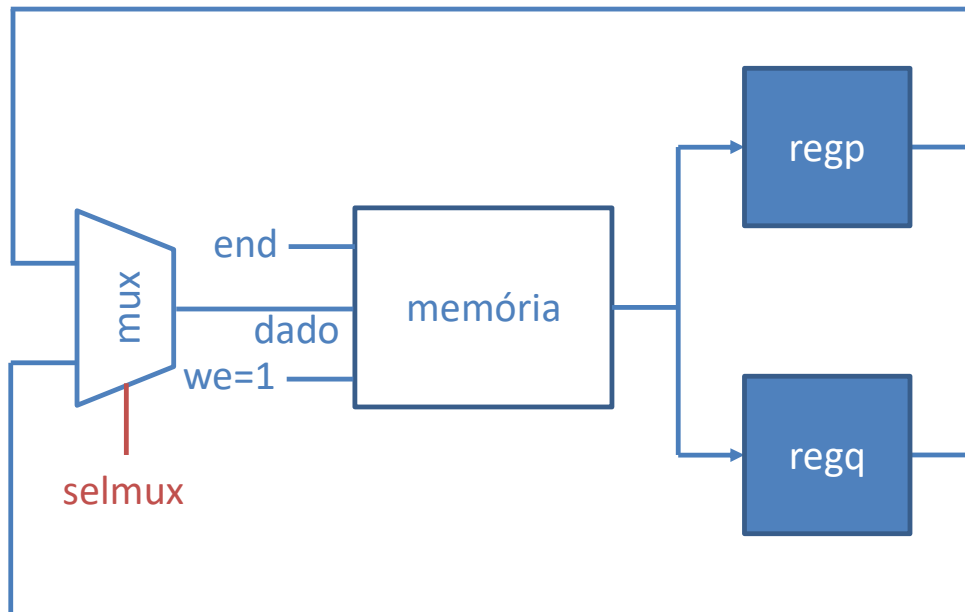 regp
mux
end
memória
dado
we=1
regq
selmux